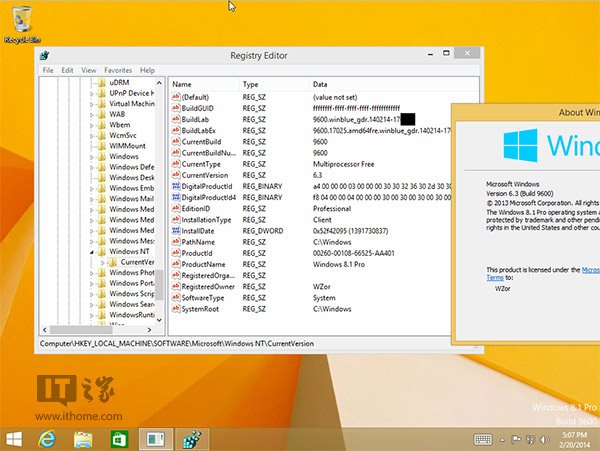 Recycle Bin
Registry Editor
File Edit View Favorites Help
uDRM
UPnP Device H
Virtual Machin
WAB
Wbem
WcmSvc
WIMMount
Windows
Windows Defe
Windows Desk
Windows Emb
Windows Mail
Windows Med
Windows Med
Windows Med
Windows Mess
Windows NT
CurrentVer
Windows Phot
Windows Porta
Windows Scrip
Windows Searc
WindowsRunti
Name Type Data
(Default) REG_SZ (value not set)
BuildGUID REG_SZ ffffffff-ffff-ffff-ffff-ffffffffffff
BuildLab REG_SZ 9600.winblue_gdr.140214-17
BuildLabEx REG_SZ 9600.17025.amd64fre.winblue_gdr.140214-17
CurrentBuild REG_SZ 9600
CurrentBuildNu... REG_SZ 9600
CurrentType REG_SZ Multiprocessor Free
CurrentVersion REG_SZ 6.3
DigitalProductId REG_BINARY a4 00 00 00 03 00 00 00 30 30 32 36 30 2d 30 30
DigitalProductId4 REG_BINARY f8 04 00 00 04 00 00 00 30 00 30 00 30 00 30 00
EditionID REG_SZ Professional
InstallationType REG_SZ Client
InstallDate REG_DWORD 0x52f42095 (1391730837)
PathName REG_SZ C:\Windows
ProductId REG_SZ 00260-00108-66525-AA401
ProductName REG_SZ Windows 8.1 Pro
RegisteredOrga... REG_SZ
RegisteredOwner REG_SZ WZor
SoftwareType REG_SZ System
SystemRoot REG_SZ C:\Windows
Computer\HKEY_LOCAL_MACHINE\SOFTWARE\Microsoft\Windows NT\CurrentVersion
About Win
Windo
Microsoft Windows
Version 6.3 (Build 9600)
© 2013 Microsoft Corporation. All rights
The Windows 8.1 Pro operating system a
protected by trademark and other pendin
rights in the United States and other cou
This product is licensed under the Micros
Terms to:
WZor
IT之家
www.ithome.com
Windows 8.1 Pro
Build 9600
5:07 PM
2/20/2014